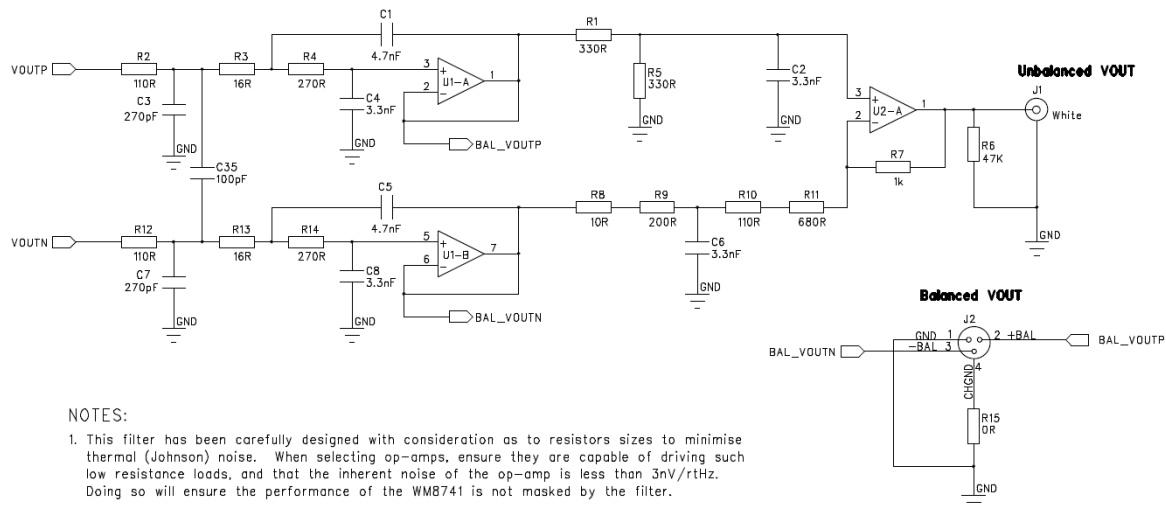 C1
4.7nF
R1
330R
VOUTP
R2
110R
R3
16R
R4
270R
3
+
2
-
U1-A
1
C3
270pF
GND
C4
3.3nF
GND
BAL_VOUTP
R5
330R
GND
C2
3.3nF
GND
3
+
2
-
U2-A
1
Unbalanced VOUT
J1
White
R6
47K
R7
1k
GND
C35
100pF
C5
4.7nF
VOUTN
R12
110R
R13
16R
R14
270R
5
+
6
-
U1-B
7
C7
270pF
GND
C8
3.3nF
GND
BAL_VOUTN
R8
10R
R9
200R
R10
110R
R11
680R
C6
3.3nF
GND
Balanced VOUT
J2
GND 1
2 +BAL
BAL_VOUTP
BAL_VOUTN
-BAL 3
4
CHGND
R15
0R
GND
NOTES:
1. This filter has been carefully designed with consideration as to resistors sizes to minimise
thermal (Johnson) noise. When selecting op-amps, ensure they are capable of driving such
low resistance loads, and that the inherent noise of the op-amp is less than 3nV/rtHz.
Doing so will ensure the performance of the WM8741 is not masked by the filter.